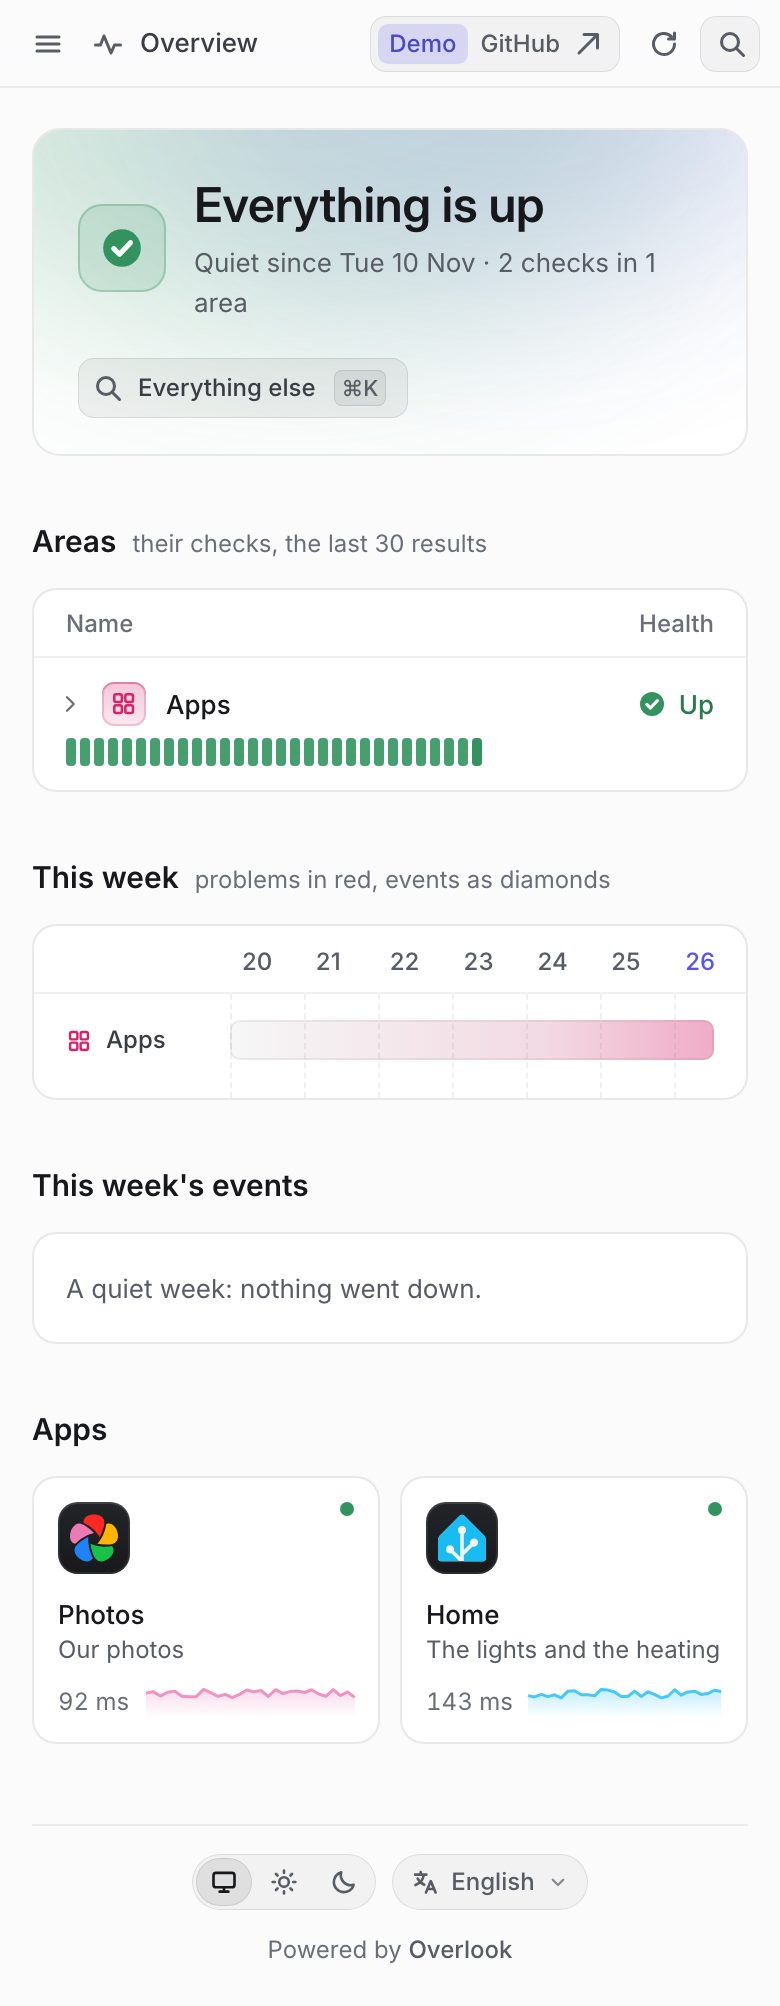 Overview
Demo GitHub
Everything is up
Quiet since Tue 10 Nov · 2 checks in 1
area
Everything else ⌘K
Areas their checks, the last 30 results
Name Health
Apps Up
This week problems in red, events as diamonds
20 21 22 23 24 25 26
Apps
This week's events
A quiet week: nothing went down.
Apps
Photos
Our photos
92 ms
Home
The lights and the heating
143 ms
English
Powered by Overlook